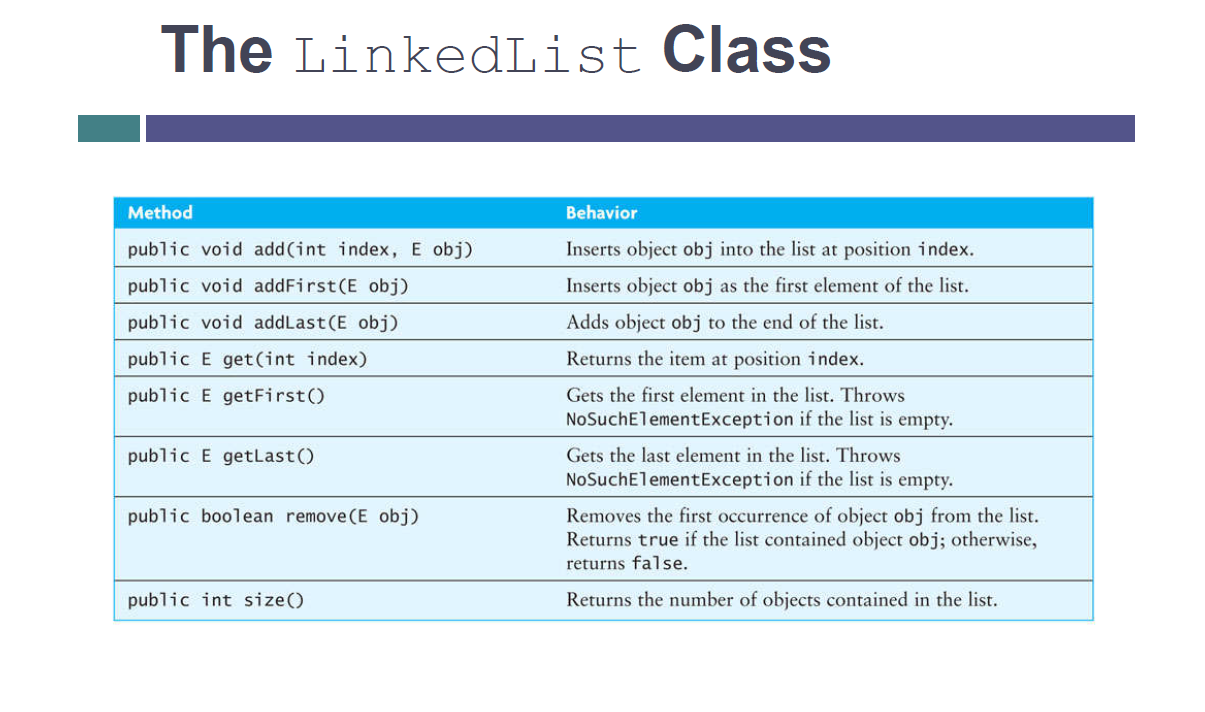 The LinkedList Class
Method Behavior
public void add(int index, E obj) Inserts object obj into the list at position index.
public void addFirst(E obj) Inserts object obj as the first element of the list.
public void addLast(E obj) Adds object obj to the end of the list.
public E get(int index) Returns the item at position index.
public E getFirst() Gets the first element in the list. Throws
NoSuchElementException if the list is empty.
public E getLast() Gets the last element in the list. Throws
NoSuchElementException if the list is empty.
public boolean remove(E obj) Removes the first occurrence of object obj from the list.
Returns true if the list contained object obj; otherwise,
returns false.
public int size() Returns the number of objects contained in the list.